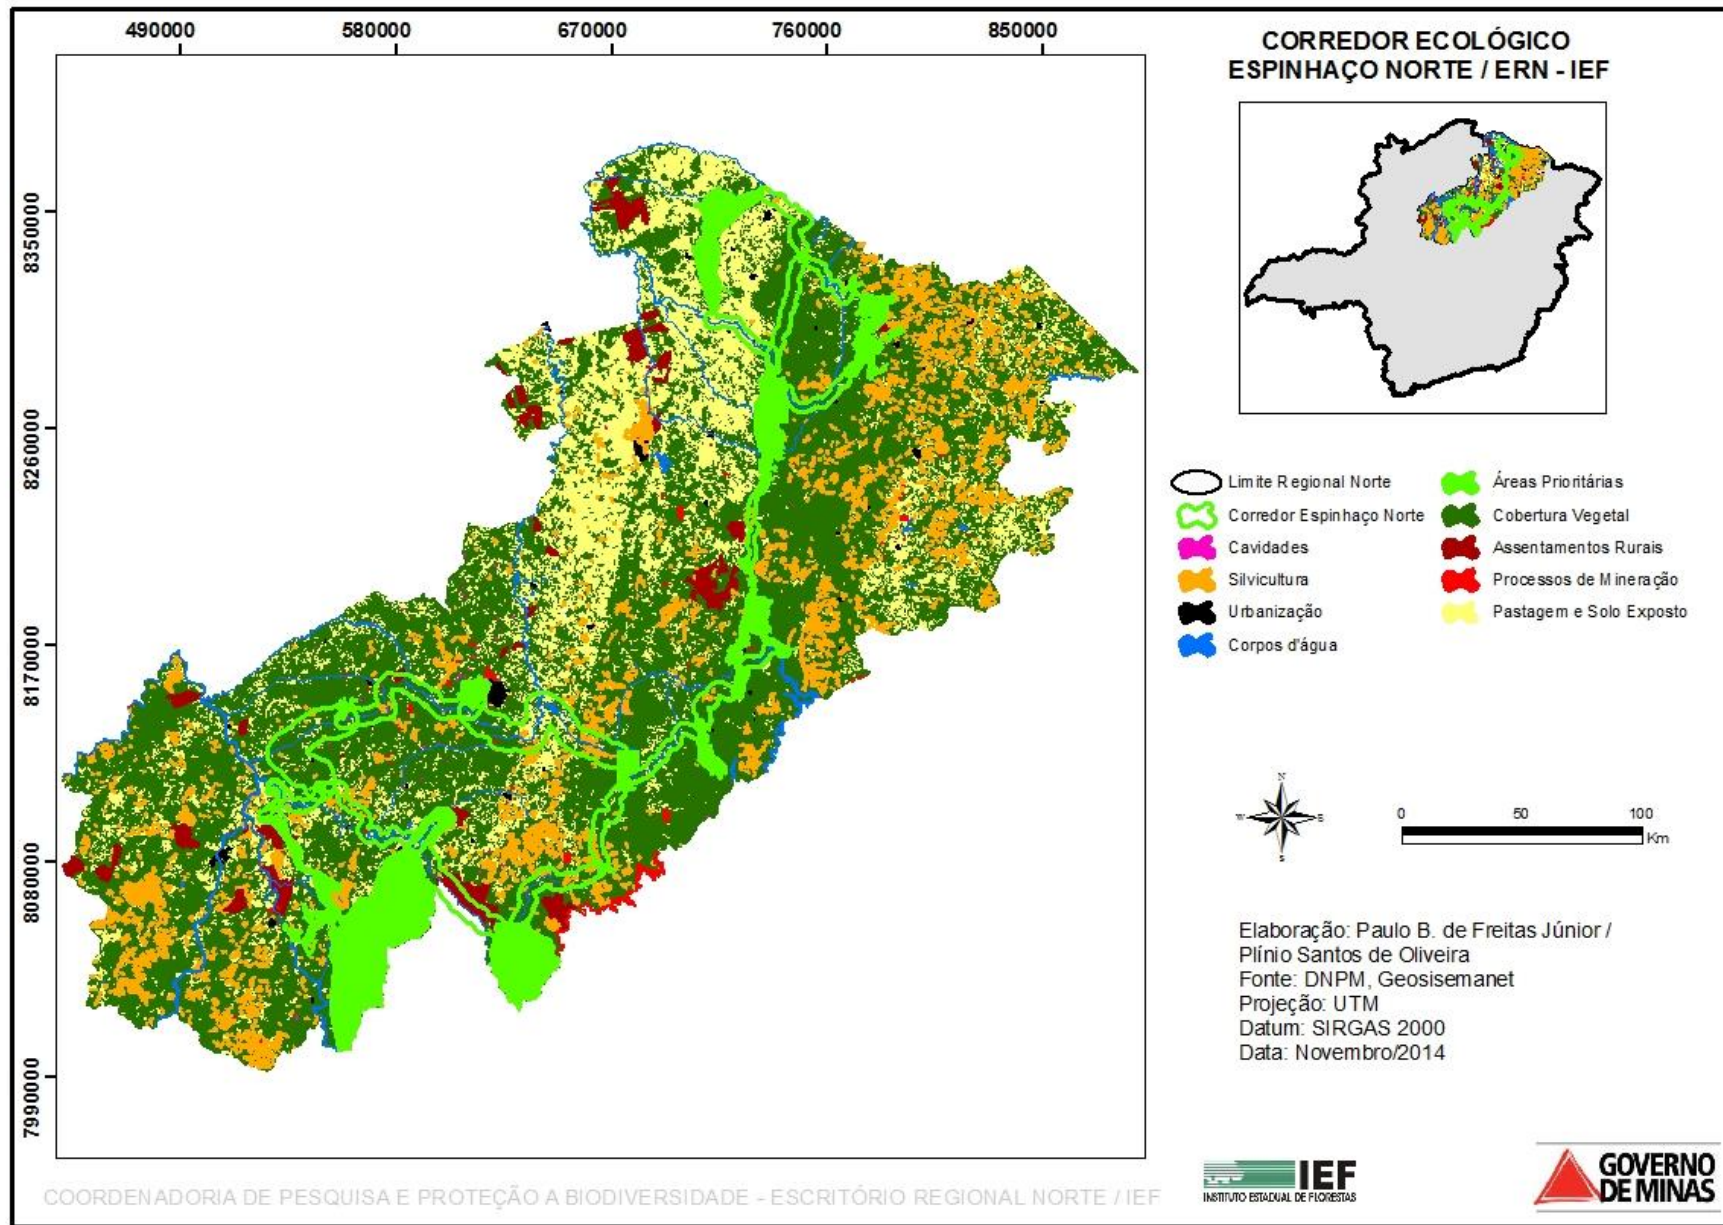 490000
580000
670000
760000
850000
8350000
8260000
8170000
8080000
7990000
CORREDOR ECOLÓGICO
ESPINHAÇO NORTE / ERN - IEF
Limite Regional Norte
Corredor Espinhaço Norte
Cavidades
Silvicultura
Urbanização
Corpos d'água
Áreas Prioritárias
Cobertura Vegetal
Assentamentos Rurais
Processos de Mineração
Pastagem e Solo Exposto
N
W
E
S
0
50
100
Km
Elaboração: Paulo B. de Freitas Júnior /
Plínio Santos de Oliveira
Fonte: DNPM, Geosisemanet
Projeção: UTM
Datum: SIRGAS 2000
Data: Novembro/2014
COORDENADORIA DE PESQUISA E PROTEÇÃO A BIODIVERSIDADE - ESCRITÓRIO REGIONAL NORTE / IEF
IEF
INSTITUTO ESTADUAL DE FLORESTAS
GOVERNO
DE MINAS